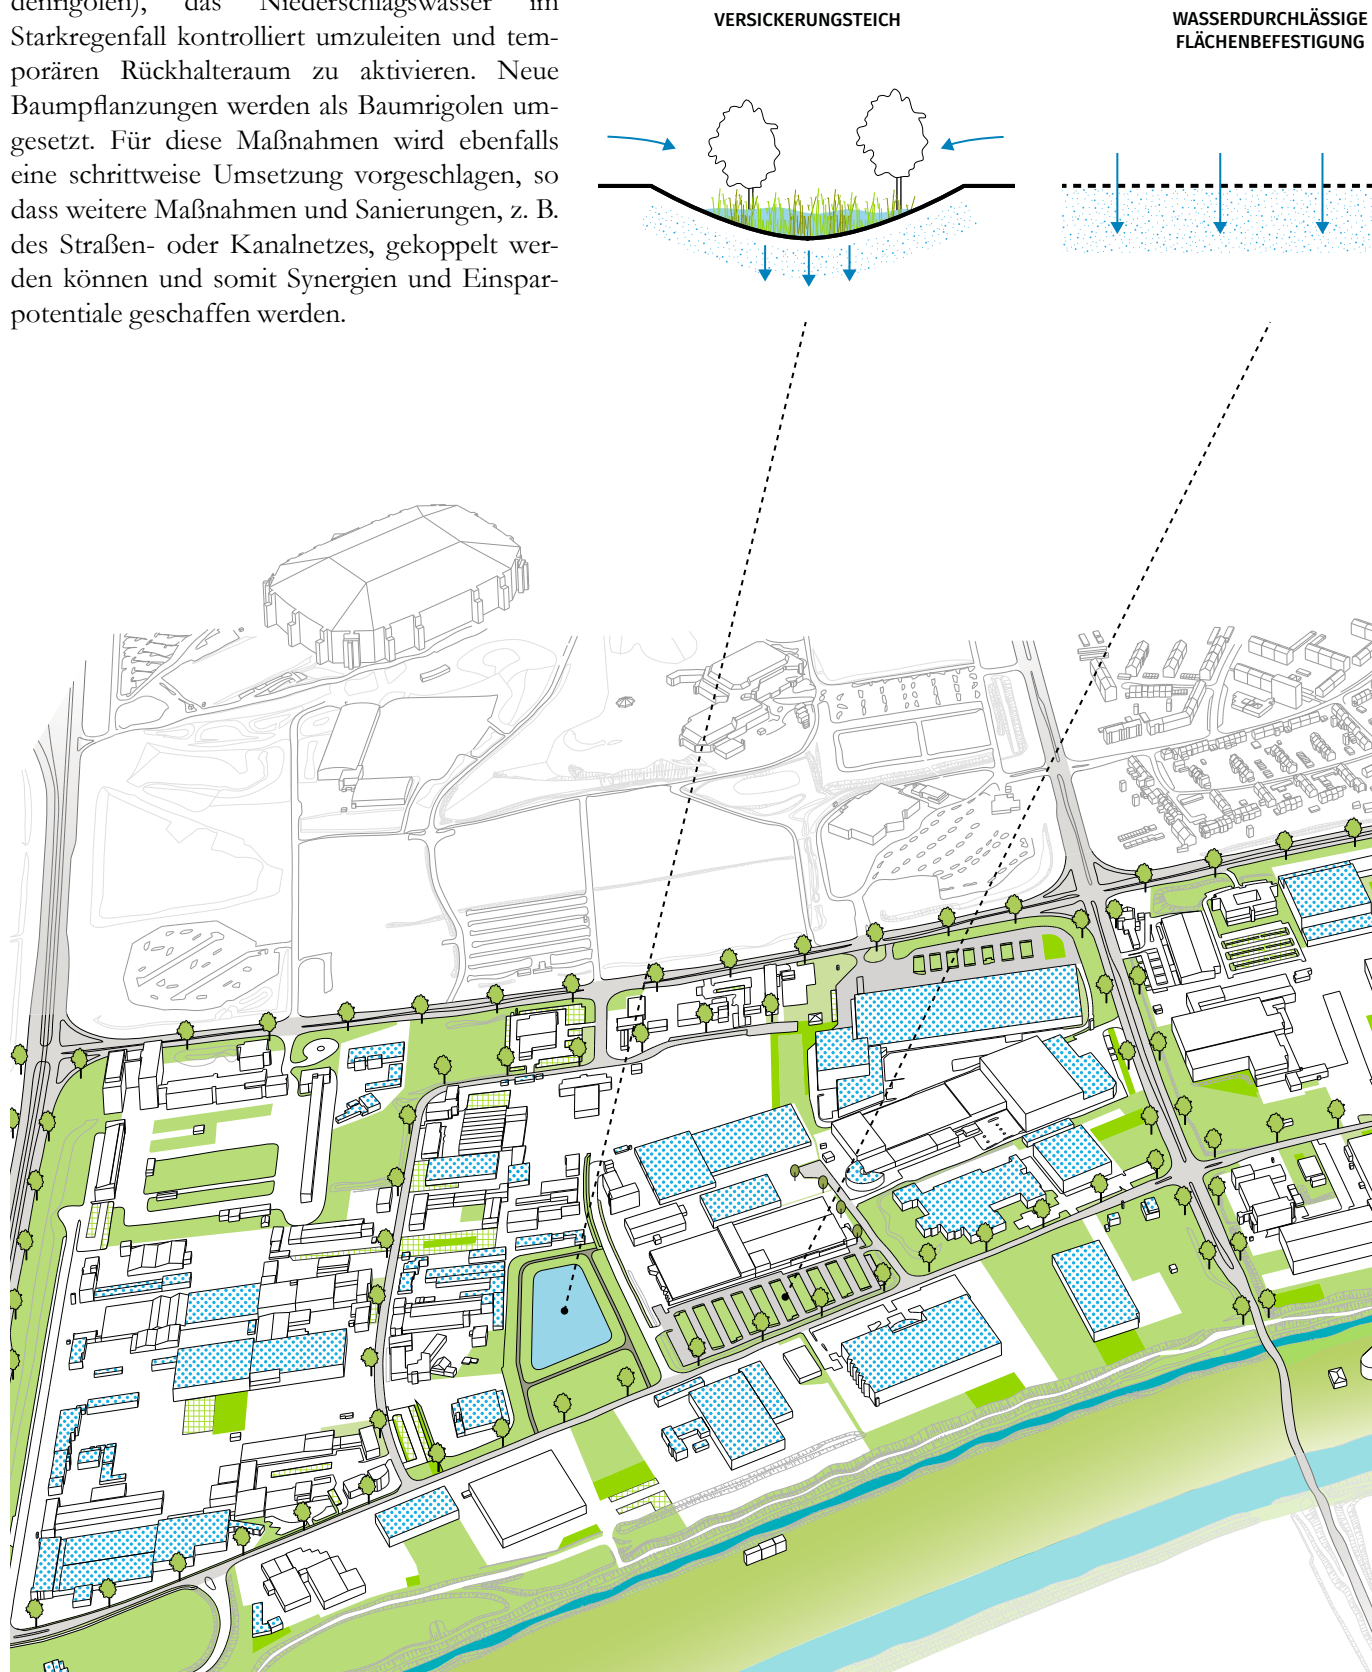 denrigolen), das Niederschlagswasser im
Starkregenfall kontrolliert umzuleiten und tem-
porären Rückhalteraum zu aktivieren. Neue
Baumpflanzungen werden als Baumrigolen um-
gesetzt. Für diese Maßnahmen wird ebenfalls
eine schrittweise Umsetzung vorgeschlagen, so
dass weitere Maßnahmen und Sanierungen, z. B.
des Straßen- oder Kanalnetzes, gekoppelt wer-
den können und somit Synergien und Einspar-
potentiale geschaffen werden.
VERSICKERUNGSTEICH
WASSERDURCHLÄSSIGE
FLÄCHENBEFESTIGUNG